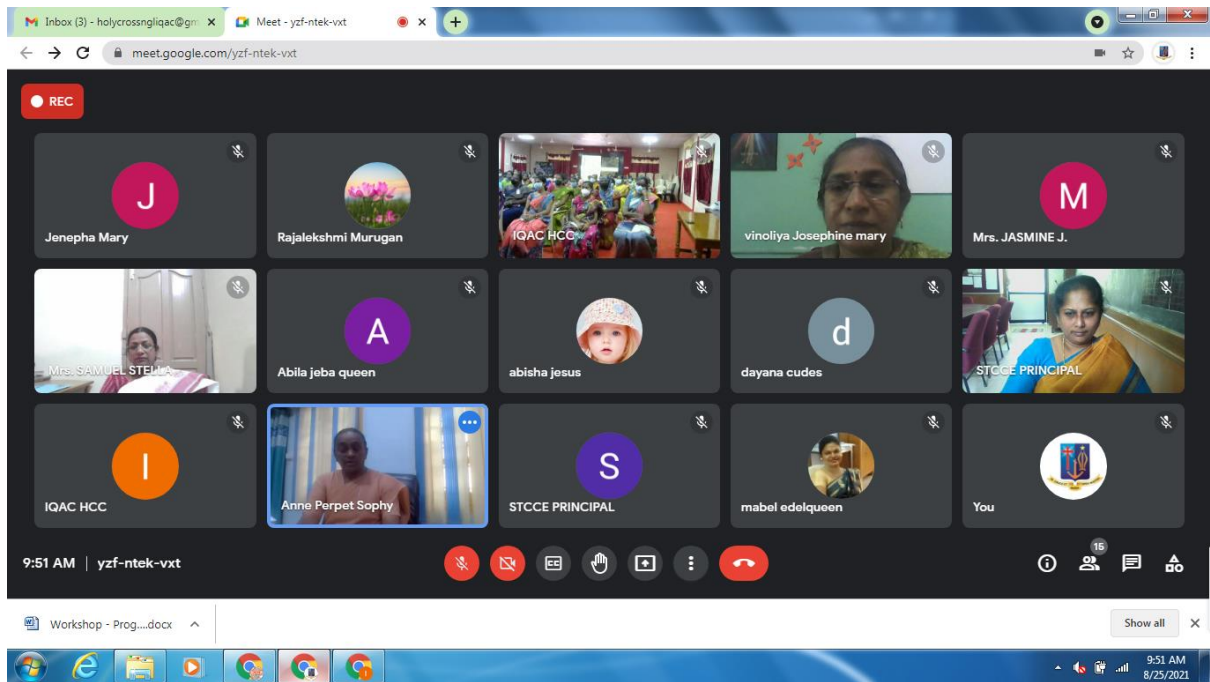 Inbox (3) - holycrossngliqac@gm
Meet - yzf-ntek-vxt
meet.google.com/yzf-ntek-vxt
REC
J
Jenepha Mary
Rajalekshmi Murugan
IQAC HCC
vinoliya Josephine mary
M
Mrs. JASMINE J.
Mrs. SAMUEL STELLA
A
Abila jeba queen
abisha jesus
d
dayana cudes
STCCE PRINCIPAL
I
IQAC HCC
Anne Perpet Sophy
S
STCCE PRINCIPAL
mabel edelqueen
You
9:51 AM | yzf-ntek-vxt
CC
15
Workshop - Prog....docx
Show all
9:51 AM
8/25/2021